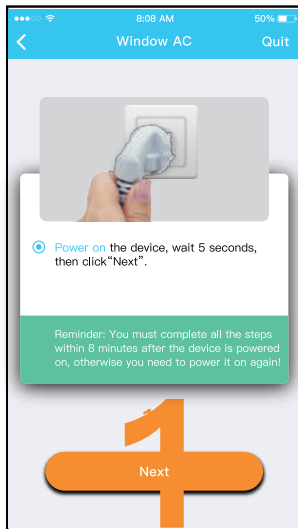 8:08 AM 50%
Window AC Quit
Power on the device, wait 5 seconds,
then click“Next”.
Reminder: You must complete all the steps
within 8 minutes after the device is powered
on, otherwise you need to power it on again!
1
Next